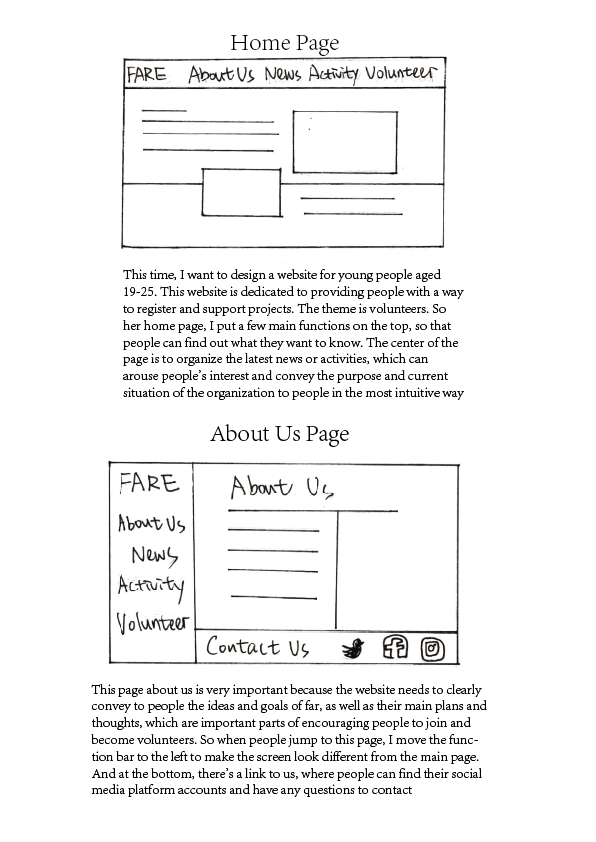 Home Page
FARE About Us News Activity Volunteer
This time, I want to design a website for young people aged
19-25. This website is dedicated to providing people with a way
to register and support projects. The theme is volunteers. So
her home page, I put a few main functions on the top, so that
people can find out what they want to know. The center of the
page is to organize the latest news or activities, which can
arouse people's interest and convey the purpose and current
situation of the organization to people in the most intuitive way
About Us Page
FARE
About Us
News
Activity
Volunteer
About Us
Contact Us
This page about us is very important because the website needs to clearly
convey to people the ideas and goals of far, as well as their main plans and
thoughts, which are important parts of encouraging people to join and
become volunteers. So when people jump to this page, I move the func-
tion bar to the left to make the screen look different from the main page.
And at the bottom, there's a link to us, where people can find their social
media platform accounts and have any questions to contact